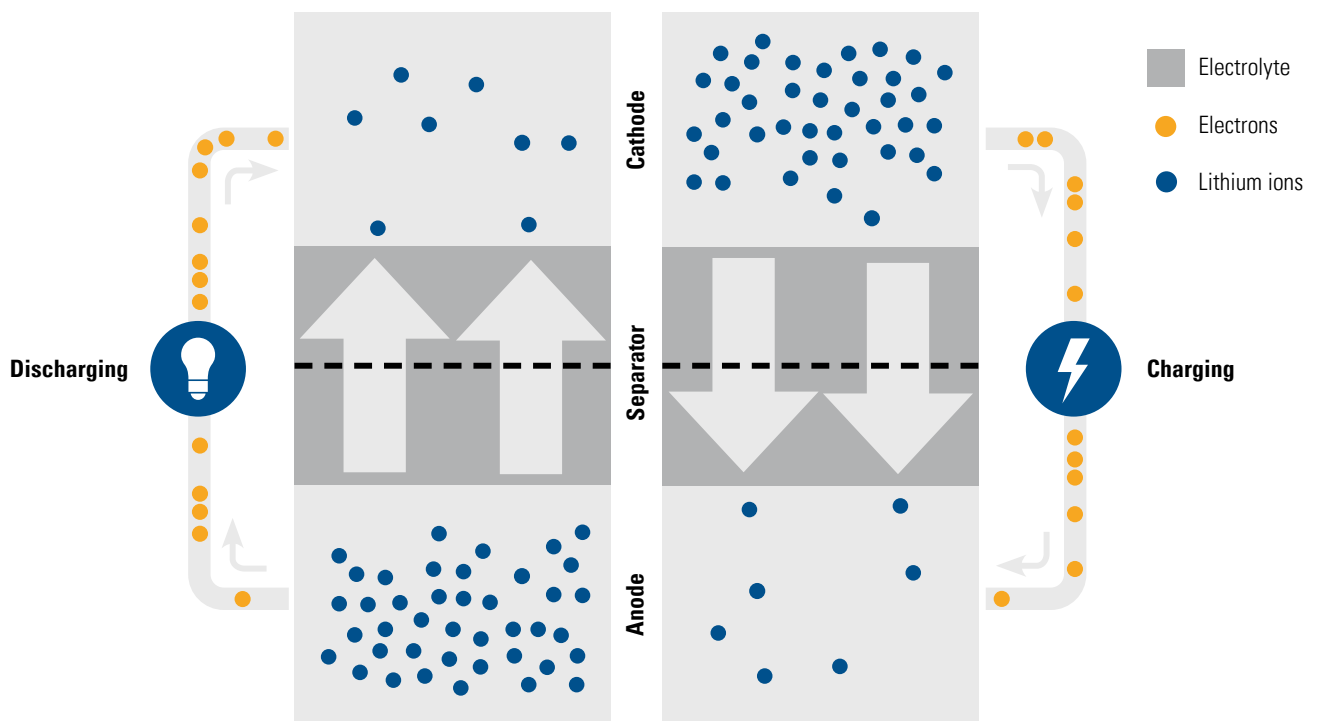 Discharging
Cathode
Separator
Anode
Charging
Electrolyte
Electrons
Lithium ions